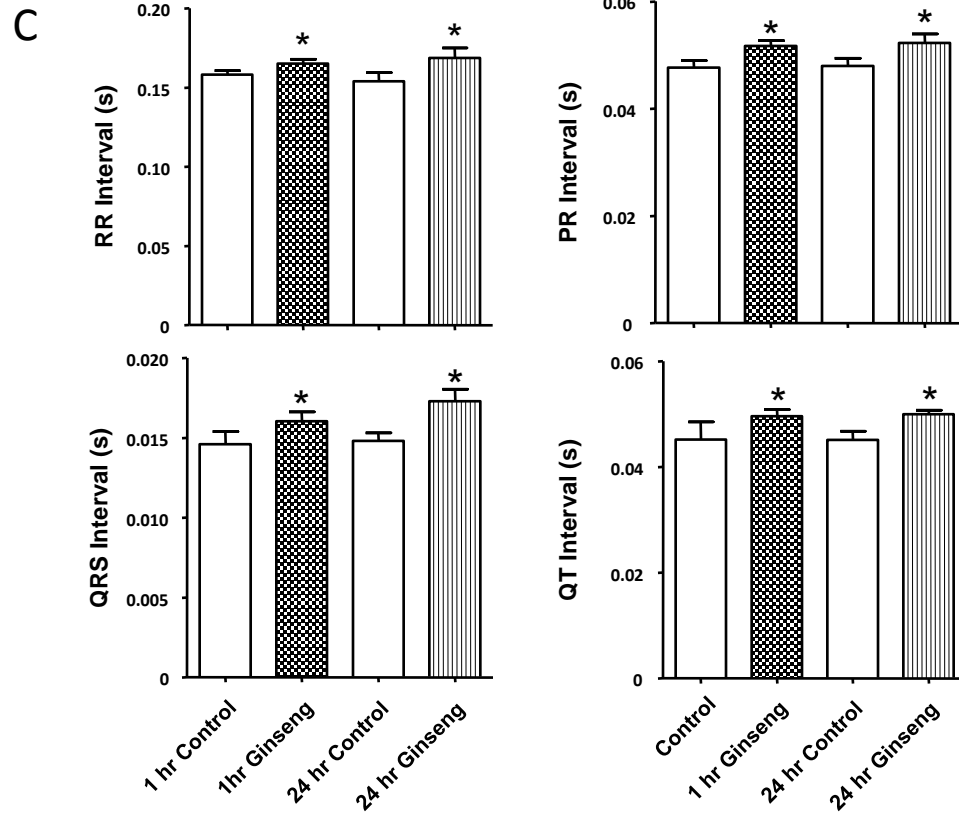 C
RR Interval (s)
0.20
0.15
0.10
0.05
0
*
*
PR Interval (s)
0.06
0.04
0.02
0
*
*
QRS Interval (s)
0.020
0.015
0.010
0.005
0
*
*
1 hr Control
1hr Ginseng
24 hr Control
24 hr Ginseng
QT Interval (s)
0.06
0.04
0.02
0
*
*
Control
1 hr Ginseng
24 hr Control
24 hr Ginseng